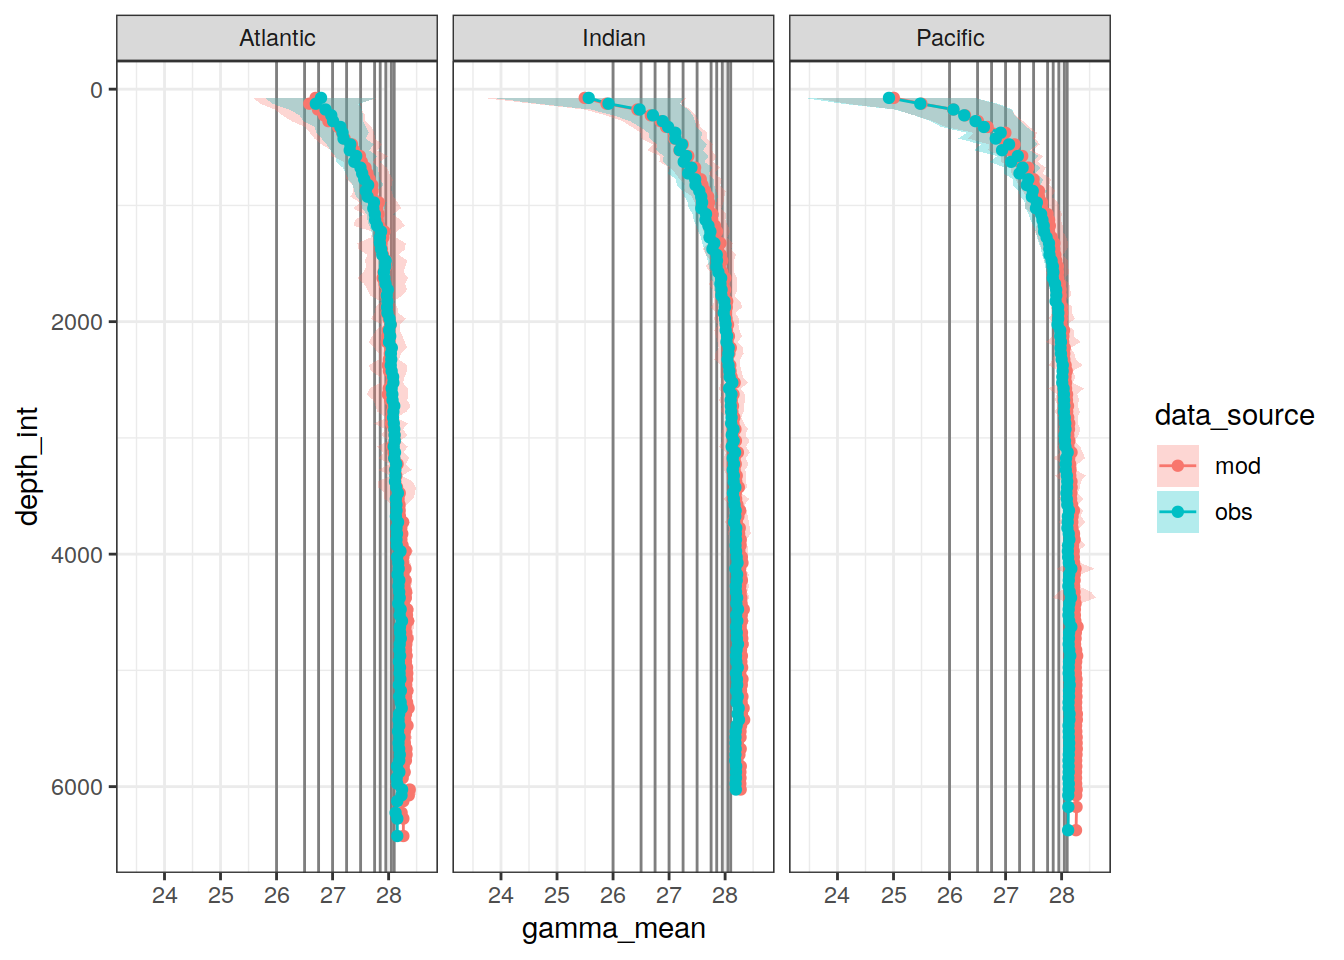 Atlantic
Indian
Pacific
0
2000
4000
6000
depth_int
24 25 26 27 28
24 25 26 27 28
24 25 26 27 28
gamma_mean
data_source
mod
obs